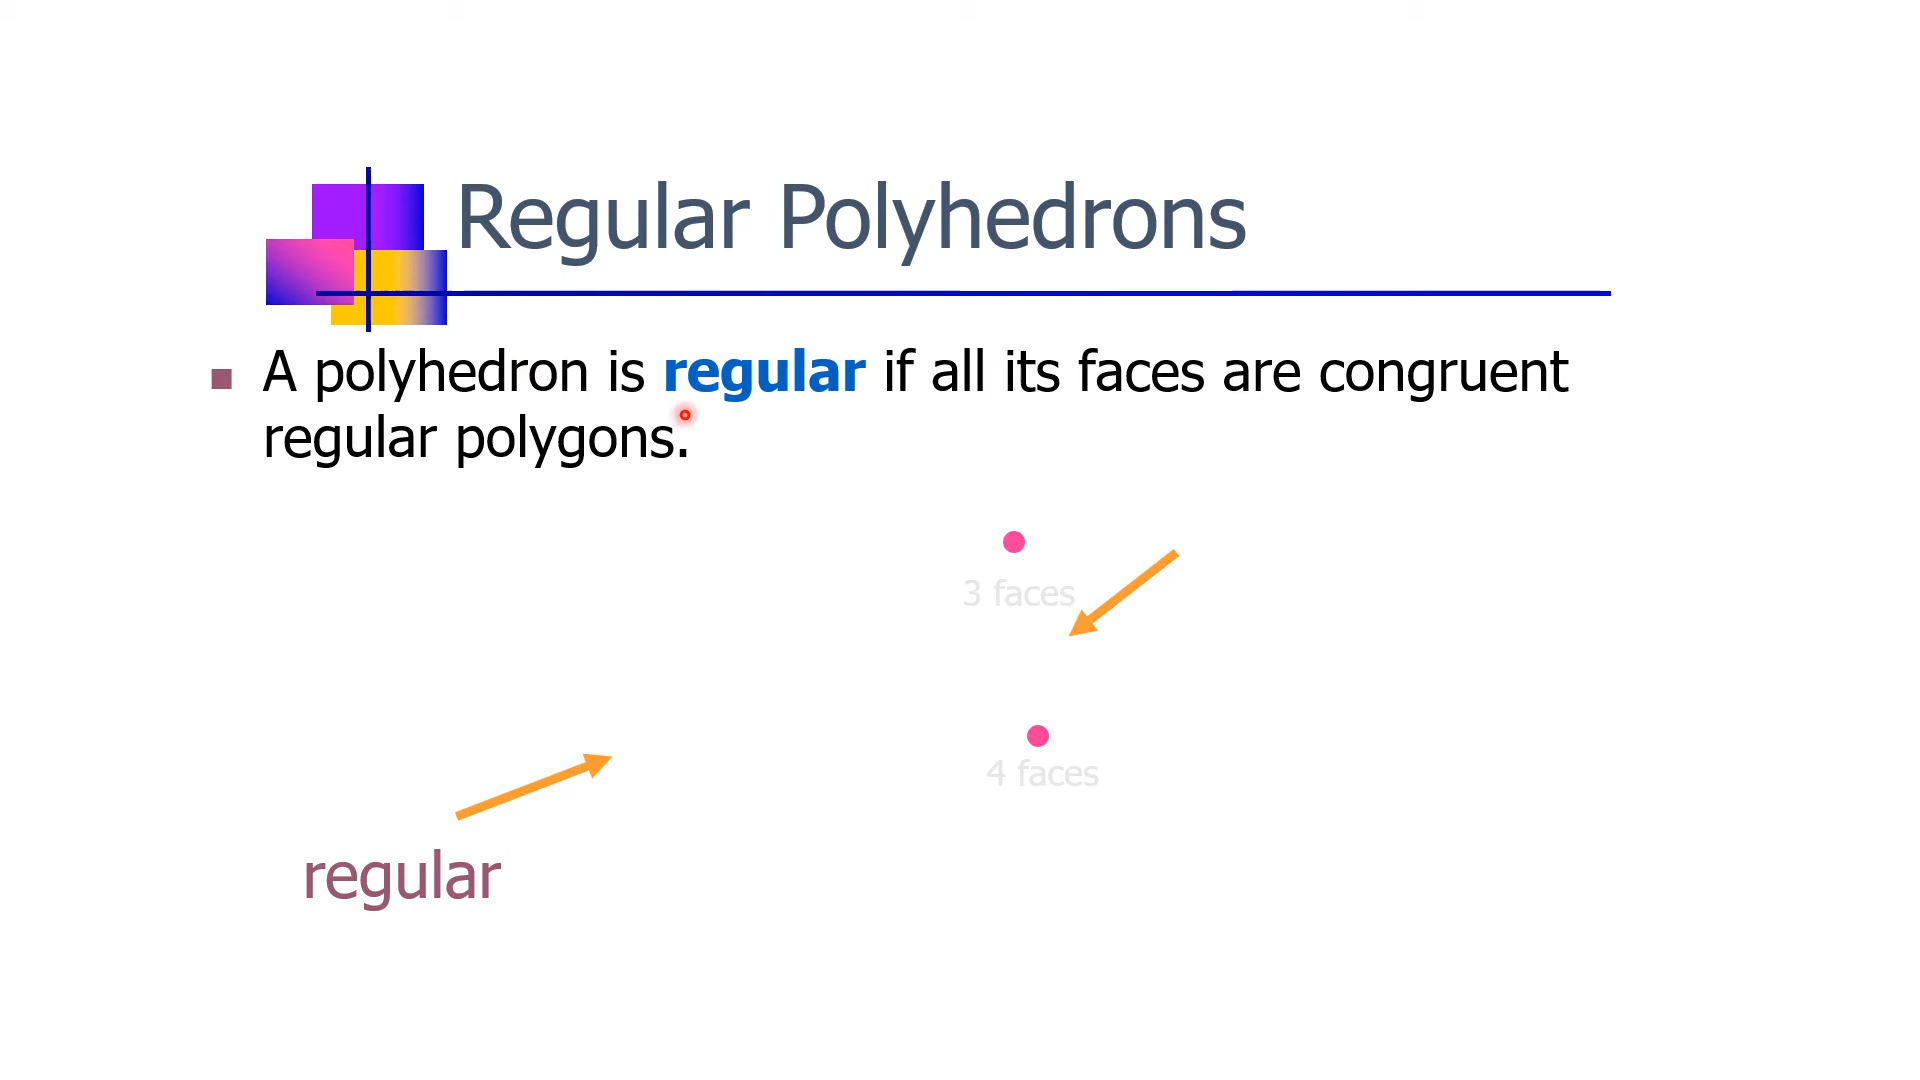 Regular Polyhedrons
A polyhedron is regular if all its faces are congruent
regular polygons.
3 faces
4 faces
regular